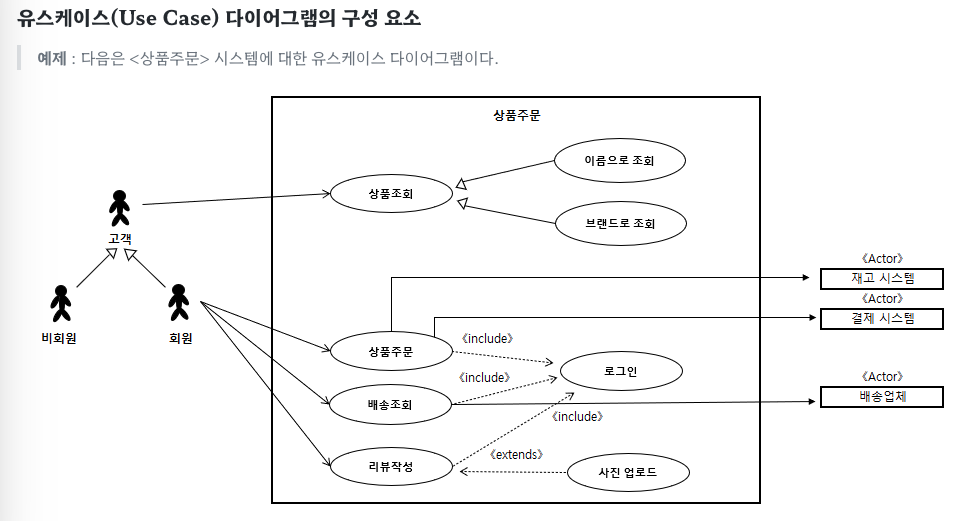 유스케이스(Use Case) 다이어그램의 구성 요소
예제 : 다음은 <상품주문> 시스템에 대한 유스케이스 다이어그램이다.
상품주문
이름으로 조회
상품조회
브랜드로 조회
고객
비회원
회원
《Actor》
재고 시스템
《Actor》
결제 시스템
상품주문
《include》
로그인
《include》
배송조회
《Actor》
배송업체
《include》
리뷰작성
《extends》
사진 업로드